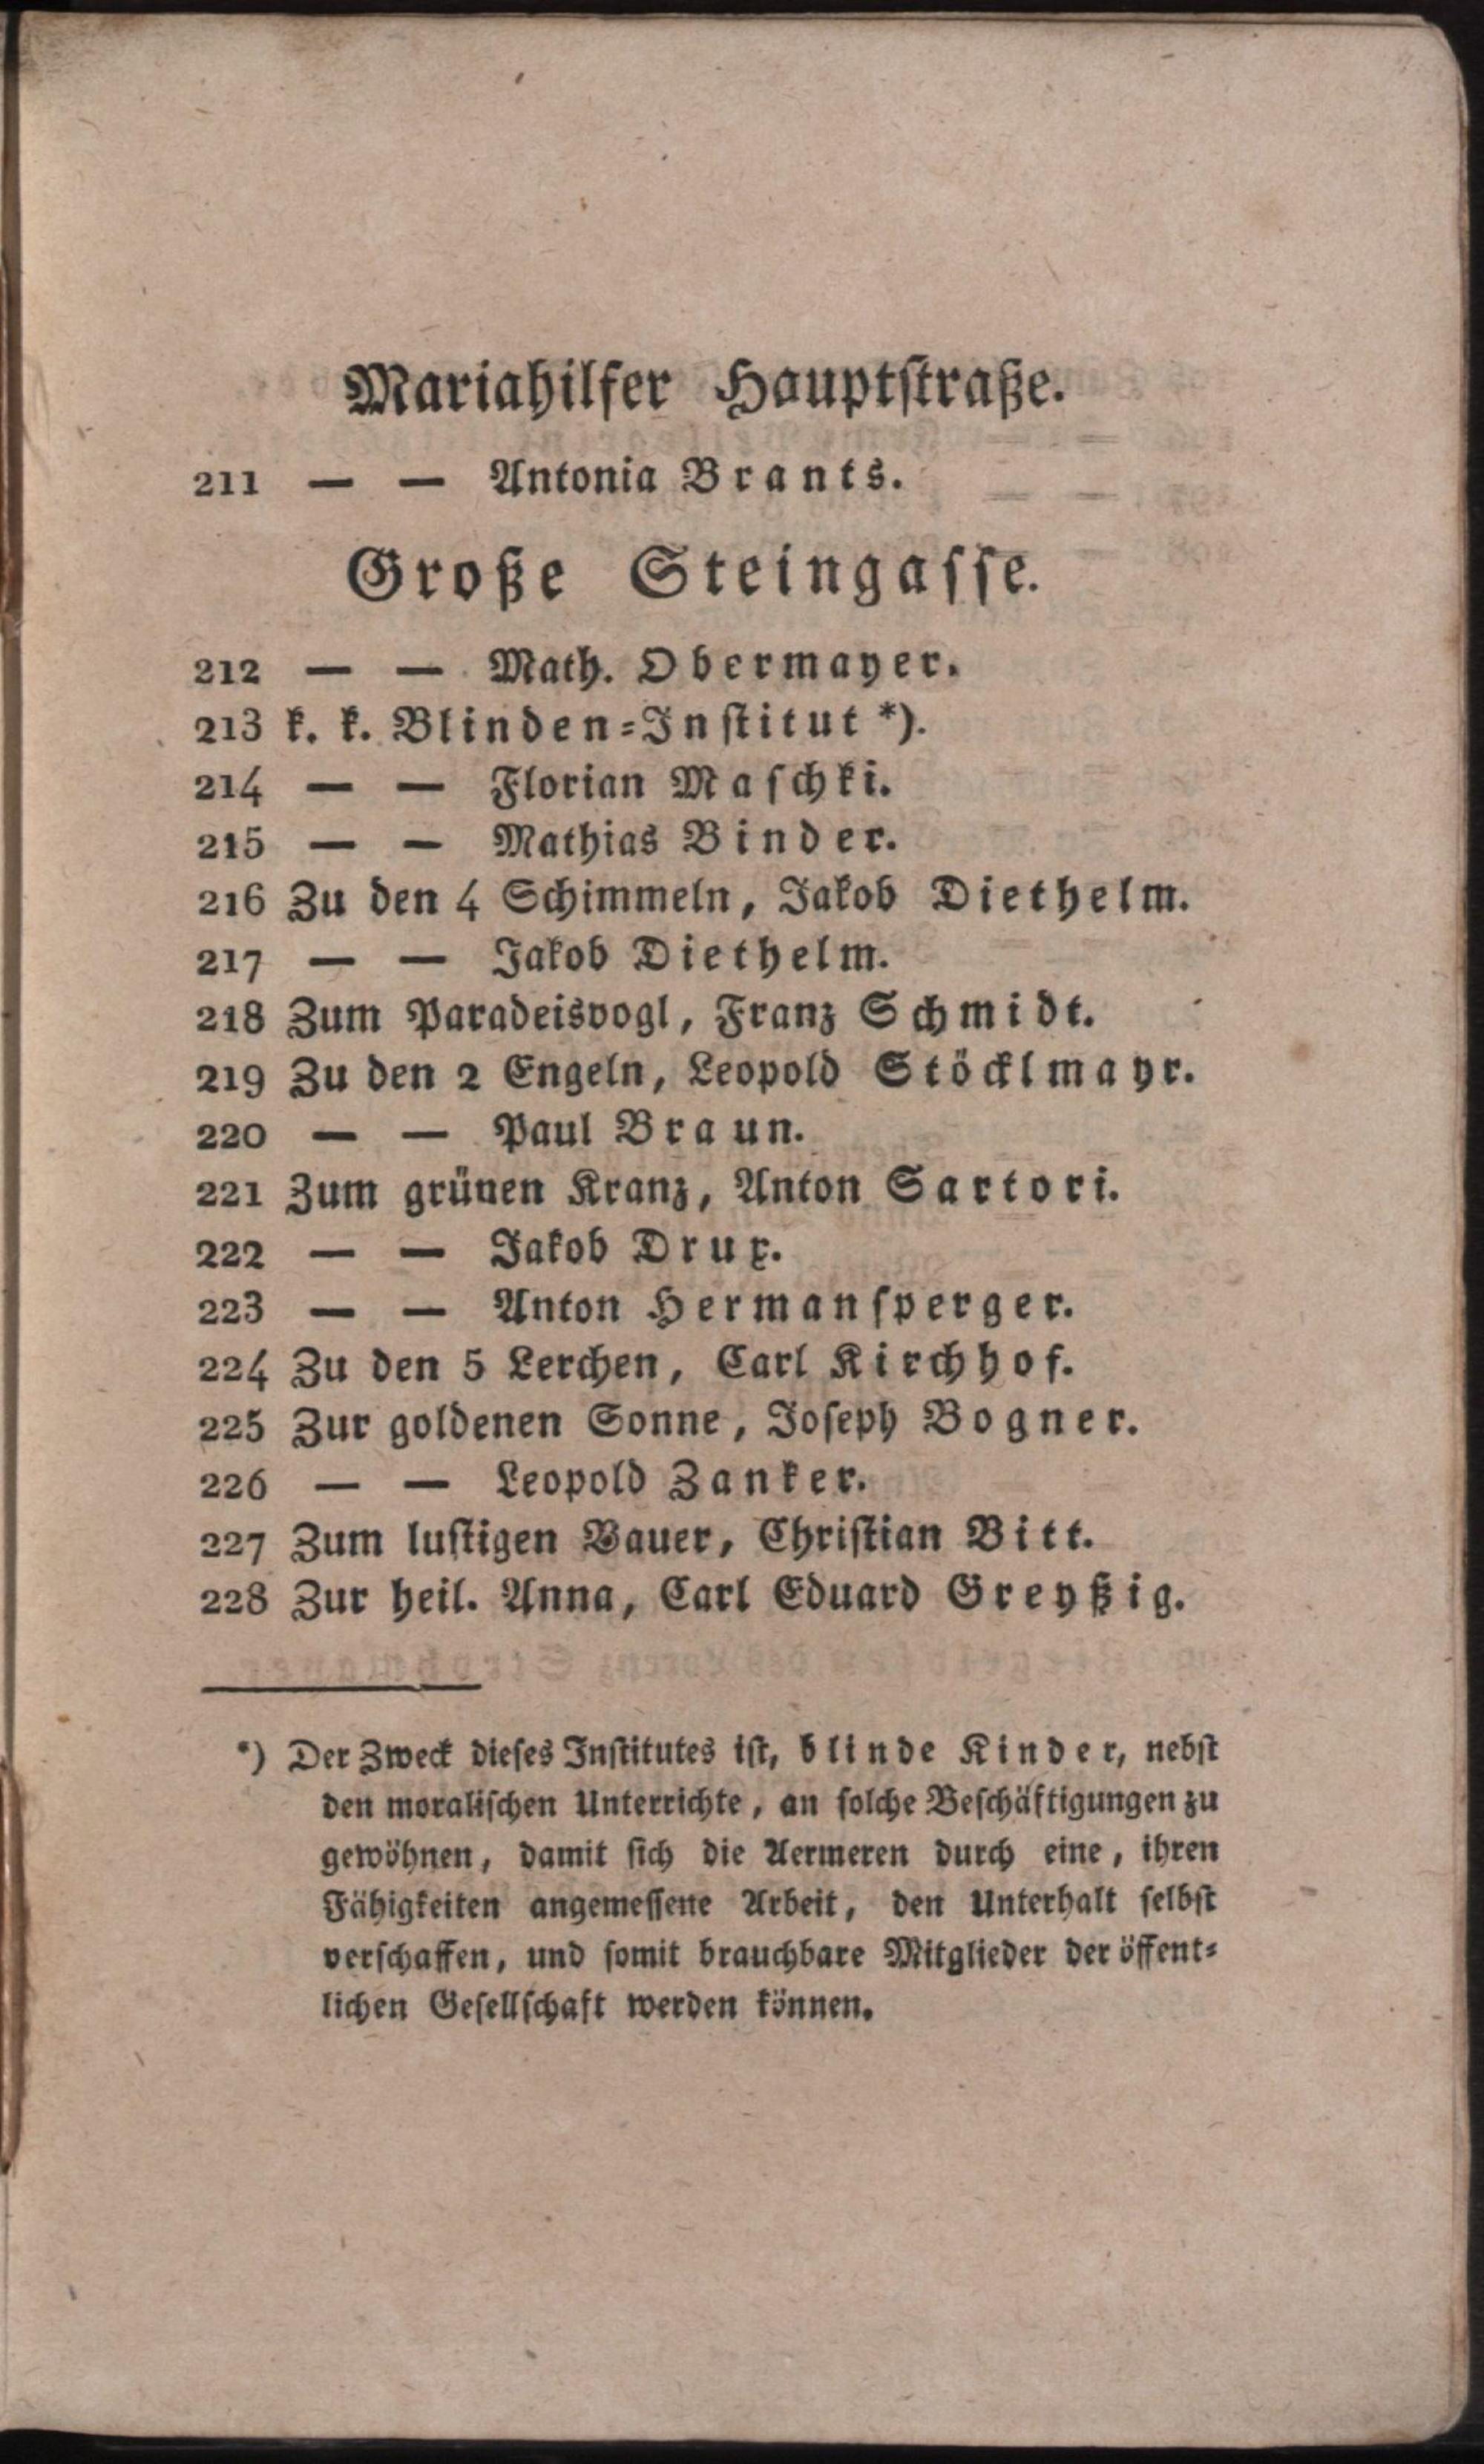 Mariahilfer Hauptstraße.
211 — — Antonia Brants.
Große Steingasse.
212 — — Math. Obermayer.
213 k. k. Blinden-Institut *).
214 — — Florian Maschki.
215 — — Mathias Binder.
216 Zu den 4 Schimmeln, Jakob Diethelm.
217 — — Jakob Diethelm.
218 Zum Paradeisvogl, Franz Schmidt.
219 Zu den 2 Engeln, Leopold Stöcklmayr.
220 — — Paul Braun.
221 Zum grünen Kranz, Anton Sartori.
222 — — Jakob Drux.
223 — — Anton Hermansperger.
224 Zu den 5 Lerchen, Carl Kirchhof.
225 Zur goldenen Sonne, Joseph Bogner.
226 — — Leopold Zanker.
227 Zum lustigen Bauer, Christian Bitt.
228 Zur heil. Anna, Carl Eduard Greyßig.
*) Der Zweck dieses Institutes ist, blinde Kinder, nebst
den moralischen Unterrichte, an solche Beschäftigungen zu
gewöhnen, damit sich die Aermeren durch eine, ihren
Fähigkeiten angemessene Arbeit, den Unterhalt selbst
verschaffen, und somit brauchbare Mitglieder der öffent-
lichen Gesellschaft werden können.